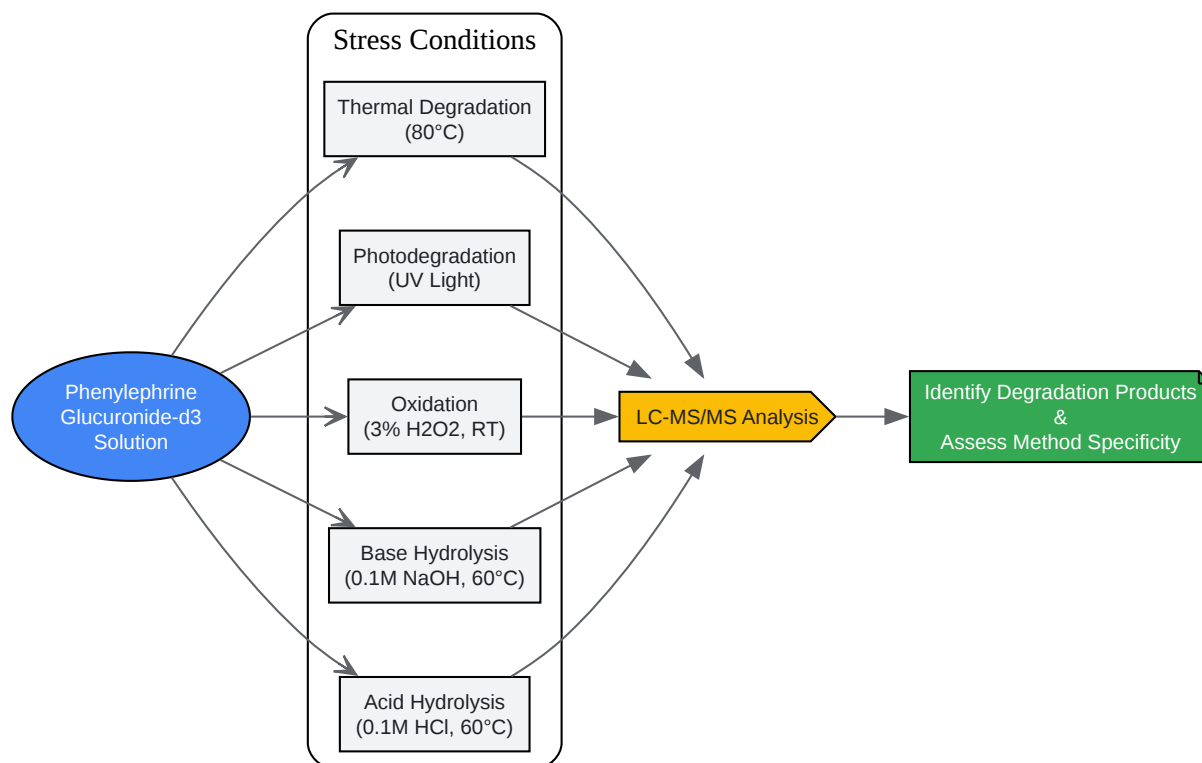 Stress Conditions
Thermal Degradation
(80°C)
Photodegradation
(UV Light)
Phenylephrine
Glucuronide-d3
Solution
Oxidation
(3% H2O2, RT)
LC-MS/MS Analysis
Identify Degradation Products
&
Assess Method Specificity
Base Hydrolysis
(0.1M NaOH, 60°C)
Acid Hydrolysis
(0.1M HCl, 60°C)